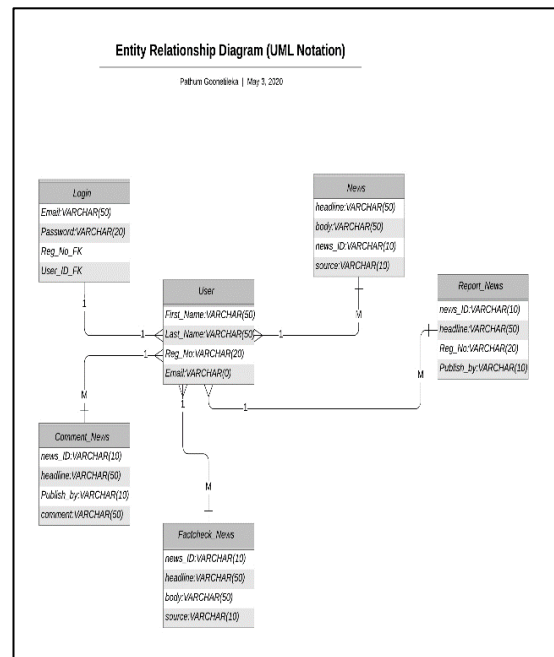 Entity Relationship Diagram (UML Notation)
Pathum Goonetileka | May 3, 2020
Login
Email:VARCHAR(50)
Password:VARCHAR(20)
Reg_No_FK
User_ID_FK
News
headline:VARCHAR(50)
body:VARCHAR(50)
news_ID:VARCHAR(10)
source:VARCHAR(10)
User
First_Name:VARCHAR(50)
Last_Name:VARCHAR(50)
Reg_No:VARCHAR(20)
Email:VARCHAR(0)
Report_News
news_ID:VARCHAR(10)
headline:VARCHAR(50)
Reg_No:VARCHAR(20)
Publish_by:VARCHAR(10)
1
1
1
M
1
M
M
1
1
M
Comment_News
news_ID:VARCHAR(10)
headline:VARCHAR(50)
Publish_by:VARCHAR(10)
comment:VARCHAR(50)
Factcheck_News
news_ID:VARCHAR(10)
headline:VARCHAR(50)
body:VARCHAR(50)
source:VARCHAR(10)